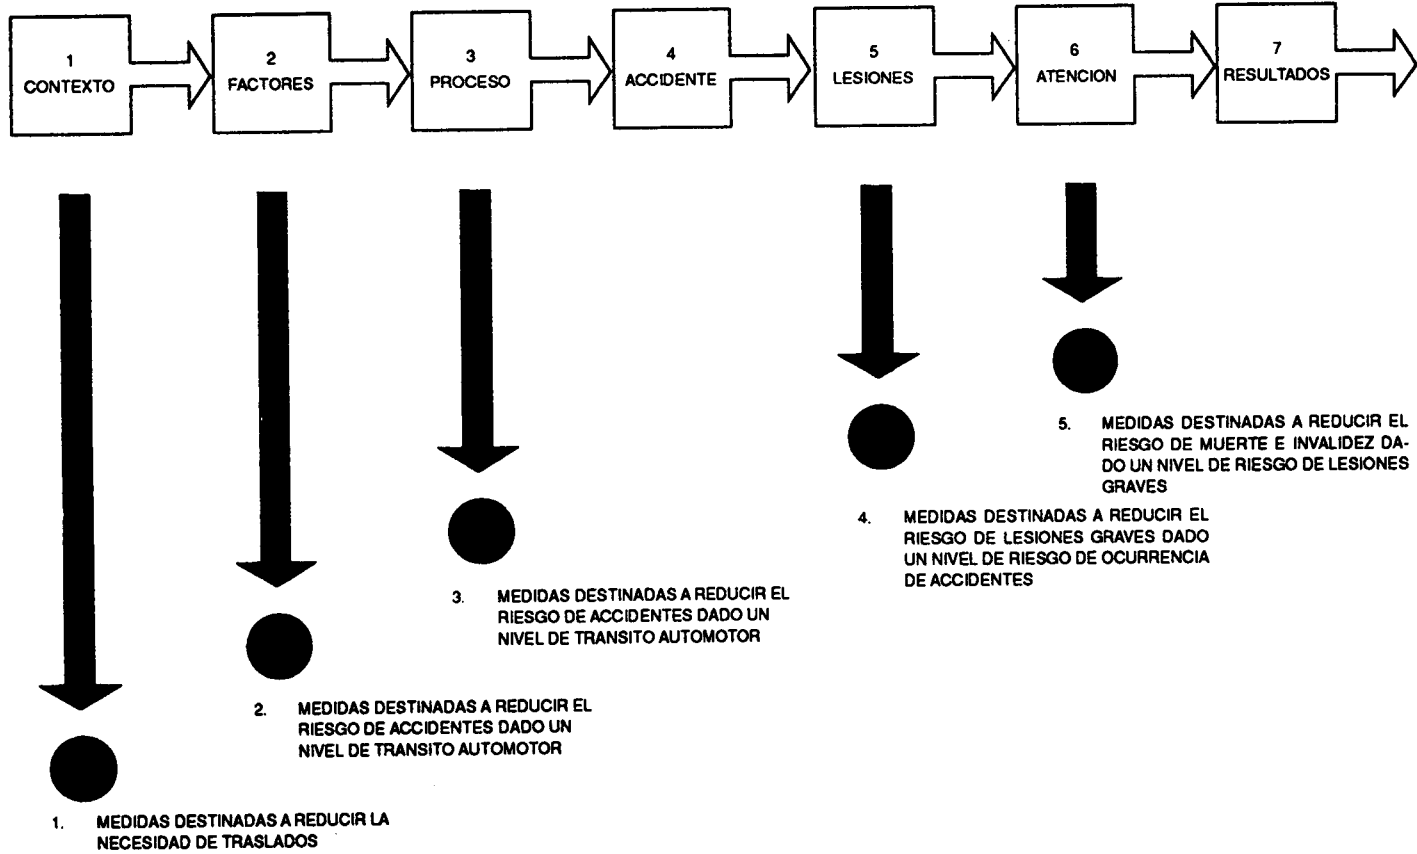 1
CONTEXTO
2
FACTORES
3
PROCESO
4
ACCIDENTE
5
LESIONES
6
ATENCION
7
RESULTADOS
5. MEDIDAS DESTINADAS A REDUCIR EL
RIESGO DE MUERTE E INVALIDEZ DA-
DO UN NIVEL DE RIESGO DE LESIONES
GRAVES
4. MEDIDAS DESTINADAS A REDUCIR EL
RIESGO DE LESIONES GRAVES DADO
UN NIVEL DE RIESGO DE OCURRENCIA
DE ACCIDENTES
3. MEDIDAS DESTINADAS A REDUCIR EL
RIESGO DE ACCIDENTES DADO UN
NIVEL DE TRANSITO AUTOMOTOR
2. MEDIDAS DESTINADAS A REDUCIR EL
RIESGO DE ACCIDENTES DADO UN
NIVEL DE TRANSITO AUTOMOTOR
1. MEDIDAS DESTINADAS A REDUCIR LA
NECESIDAD DE TRASLADOS